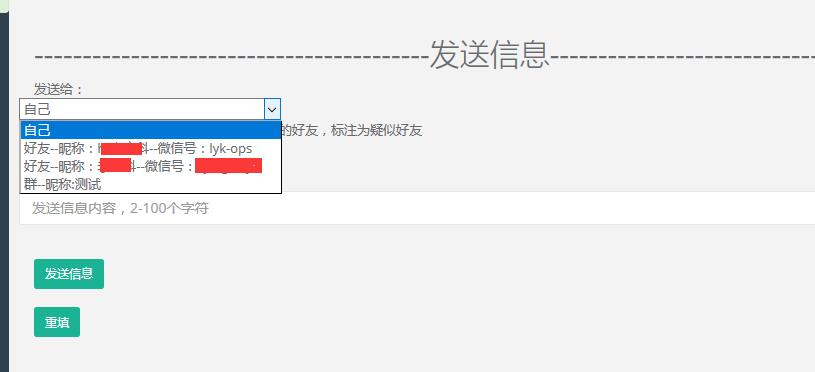 --------------------------------------发送信息--------------------------
发送给：
自己
的好友，标注为疑似好友
自己
好友--昵称：科--微信号：lyk-ops
好友--昵称：科--微信号：
群--昵称:测试
发送信息内容，2-100个字符
发送信息
重填